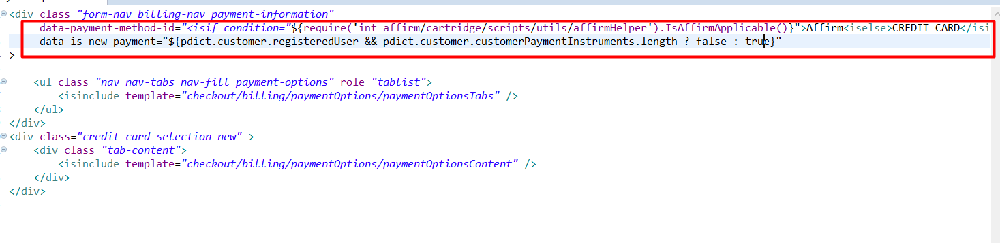 <div class="form-nav billing-nav payment-information"
data-payment-method-id="<isif condition="${require('int_affirm/cartridge/scripts/utils/affirmHelper').IsAffirmApplicable()}">Affirm<iselse>CREDIT_CARD</isi
data-is-new-payment="${pdict.customer.registeredUser && pdict.customer.customerPaymentInstruments.length ? false : true}"
>
<ul class="nav nav-tabs nav-fill payment-options" role="tablist">
<isinclude template="checkout/billing/paymentOptions/paymentOptionsTabs" />
</ul>
</div>
<div class="credit-card-selection-new" >
<div class="tab-content">
<isinclude template="checkout/billing/paymentOptions/paymentOptionsContent" />
</div>
</div>